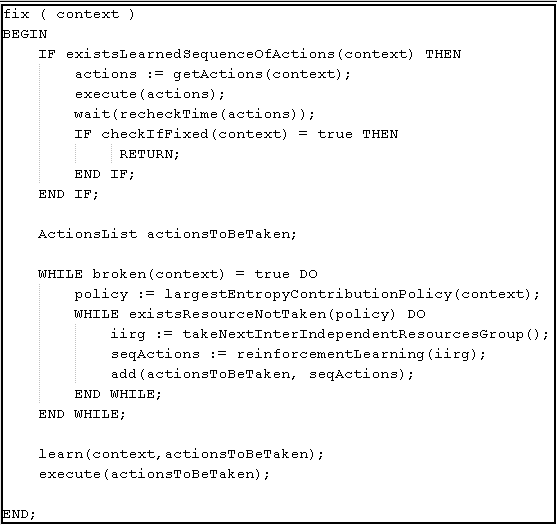 fix ( context )
BEGIN
IF existsLearnedSequenceOfActions(context) THEN
actions := getActions(context);
execute(actions);
wait(recheckTime(actions));
IF checkIfFixed(context) = true THEN
RETURN;
END IF;
END IF;
ActionsList actionsToBeTaken;
WHILE broken(context) = true DO
policy := largestEntropyContributionPolicy(context);
WHILE existsResourceNotTaken(policy) DO
iirg := takeNextInterIndependentResourcesGroup();
seqActions := reinforcementLearning(iirg);
add(actionsToBeTaken, seqActions);
END WHILE;
END WHILE;
learn(context,actionsToBeTaken);
execute(actionsToBeTaken);
END;